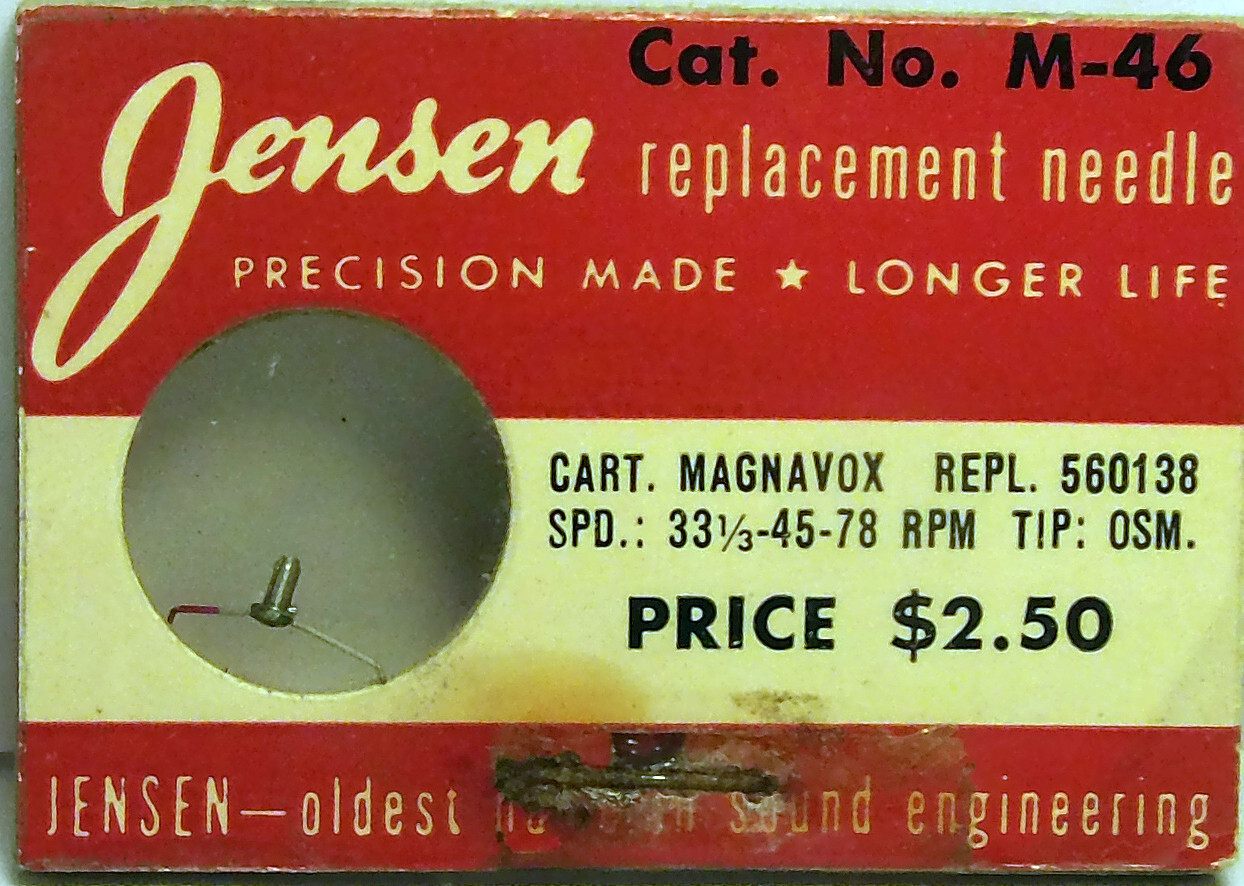 Cat. No. M-46
Jensen replacement needle
PRECISION MADE ★ LONGER LIFE
CART. MAGNAVOX REPL. 560138
SPD.: 33⅓-45-78 RPM TIP: OSM.
PRICE $2.50
JENSEN—oldest sound engineering